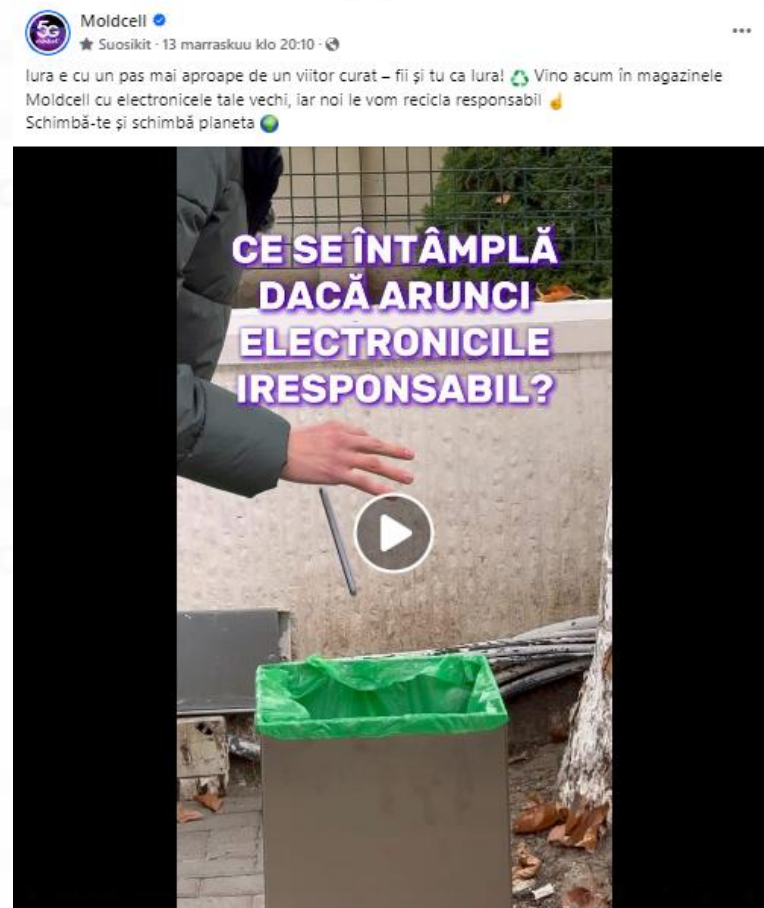 Moldcell
Suosikit · 13 marraskuu klo 20:10 ·
Iura e cu un pas mai aproape de un viitor curat – fii și tu ca Iura! ♻️ Vino acum în magazinele
Moldcell cu electronicele tale vechi, iar noi le vom recicla responsabil ☝️
Schimbă-te și schimbă planeta 🌍
5G
CE SE ÎNTÂMPLĂ
DACĂ ARUNCI
ELECTRONICILE
IRESPONSABIL?